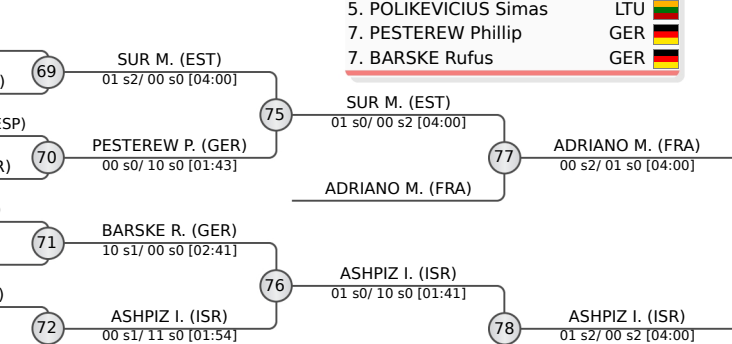 5. POLIKEVICIUS Simas LTU
7. PESTEREW Phillip GER
7. BARSKE Rufus GER
)
69
SUR M. (EST)
01 s2/ 00 s0 [04:00]
75
SUR M. (EST)
01 s0/ 00 s2 [04:00]
ESP)
R)
70
PESTEREW P. (GER)
00 s0/ 10 s0 [01:43]
77
ADRIANO M. (FRA)
00 s2/ 01 s0 [04:00]
ADRIANO M. (FRA)
71
BARSKE R. (GER)
10 s1/ 00 s0 [02:41]
76
ASHPIZ I. (ISR)
01 s0/ 10 s0 [01:41]
)
72
ASHPIZ I. (ISR)
00 s1/ 11 s0 [01:54]
78
ASHPIZ I. (ISR)
01 s2/ 00 s2 [04:00]